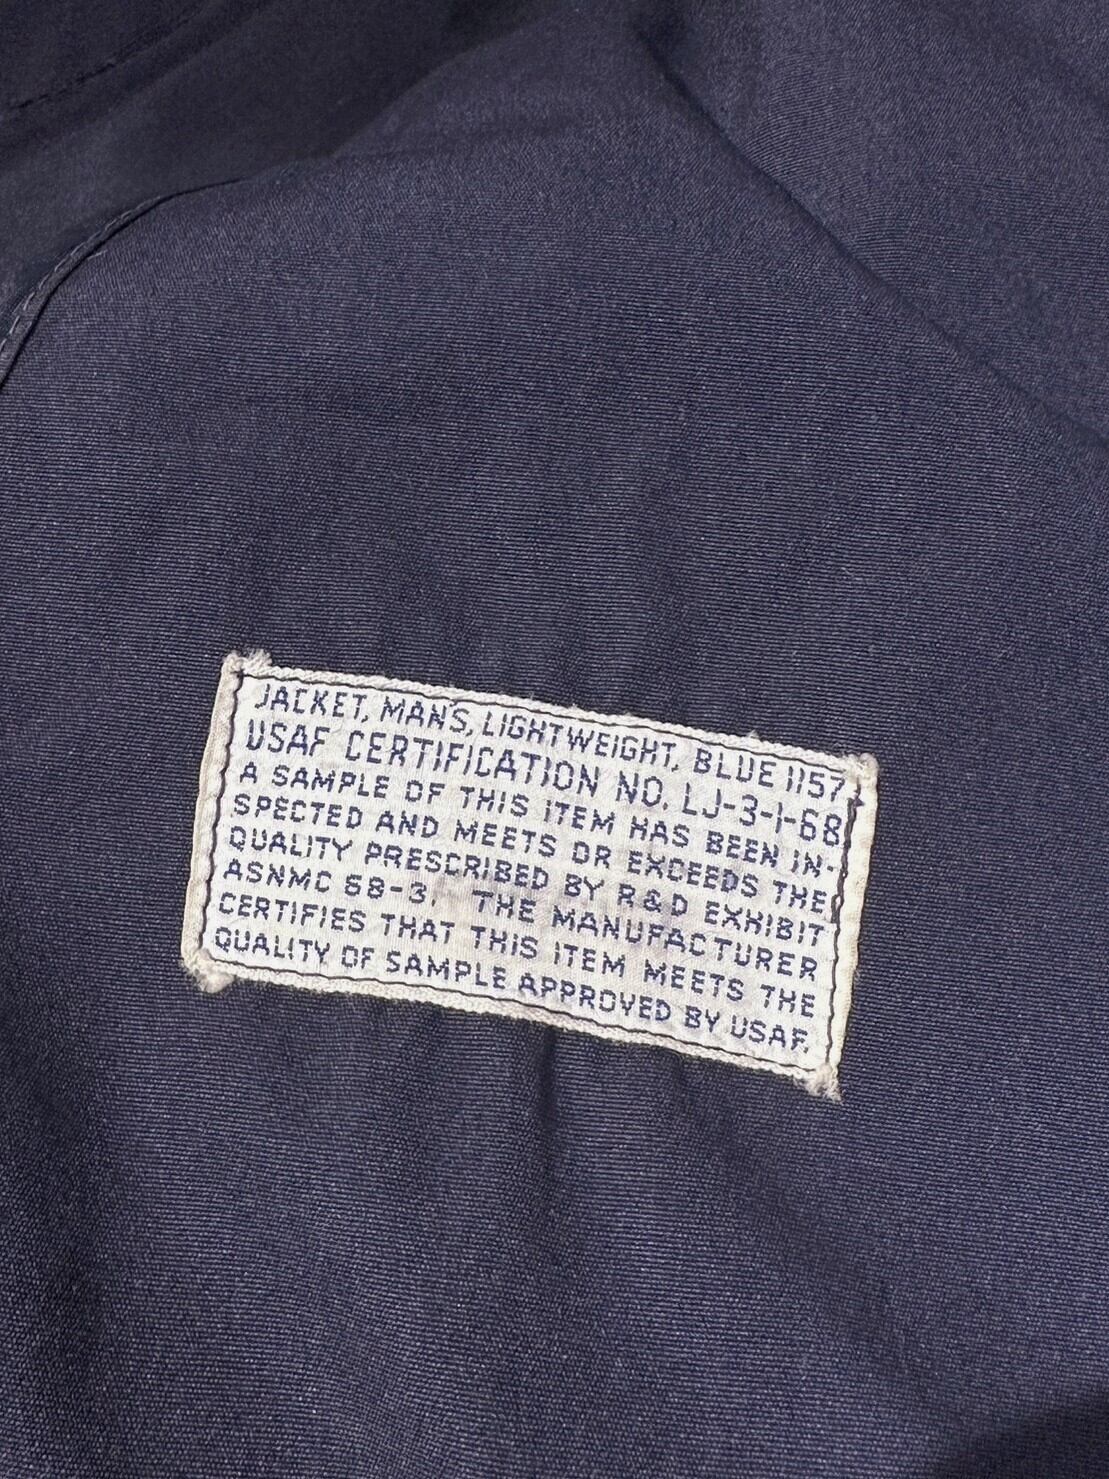 JACKET, MANS, LIGHTWEIGHT, BLUE 1157,
USAF CERTIFICATION NO. LJ-3-1-68
A SAMPLE OF THIS ITEM HAS BEEN IN-
SPECTED AND MEETS OR EXCEEDS THE
QUALITY PRESCRIBED BY R&D EXHIBIT
ASNMC 68-3. THE MANUFACTURER
CERTIFIES THAT THIS ITEM MEETS THE
QUALITY OF SAMPLE APPROVED BY USAF.